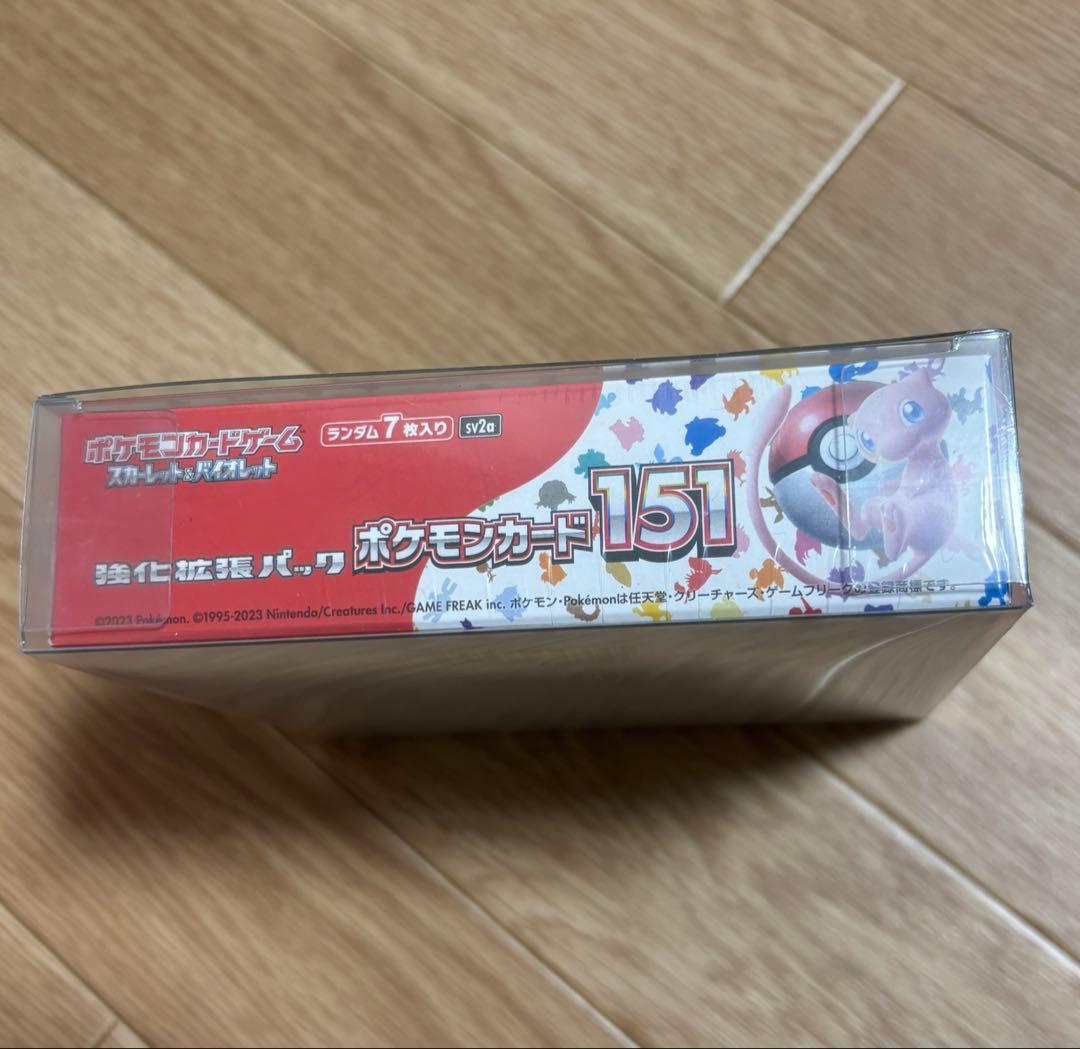 ポケモンカードゲーム
スカーレット&バイオレット
ランダム7枚入り sv2a
強化拡張パック ポケモンカード151
©2023 Pokémon. ©1995-2023 Nintendo/Creatures Inc./GAME FREAK inc. ポケモン・Pokémonは任天堂・クリーチャーズ・ゲームフリークの登録商標です。